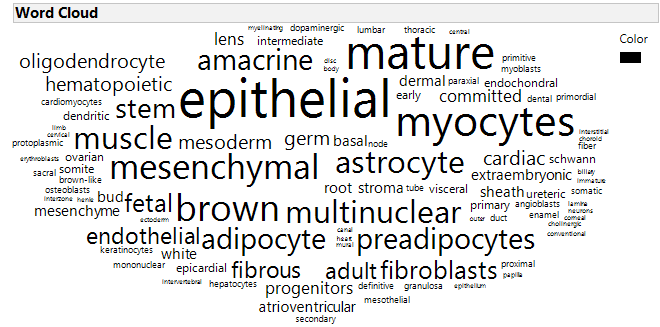 Word Cloud
Color
myelinating dopaminergic lumbar thoracic central
lens intermediate mature
oligodendrocyte amacrine disc body primitive myoblasts
hematopoietic epithelial dermal paraxial endochondral
cardiomyocytes dendritic stem early committed dental primordial
limb cervical protoplasmic muscle mesoderm germ basal node myocytes interstitial choroid fiber
erythroblasts ovarian mesenchymal astrocyte cardiac schwann
sacral somite brown-like extraembryonic billary immature
osteoblasts interzone henle bud fetal root stroma tube visceral sheath ureteric somatic
mesenchyme brown multinuclear primary angioblasts lamina neurons
ectoderm outer duct enamel corneal cholinergic
endothelial adipocyte canal heart mural preadipocytes conventional
keratinocytes white
mononuclear epicardial fibrous adult fibroblasts proximal papilla
intervertebral hepatocytes progenitors definitive granulosa epithelium
atrioventricular mesothelial
secondary